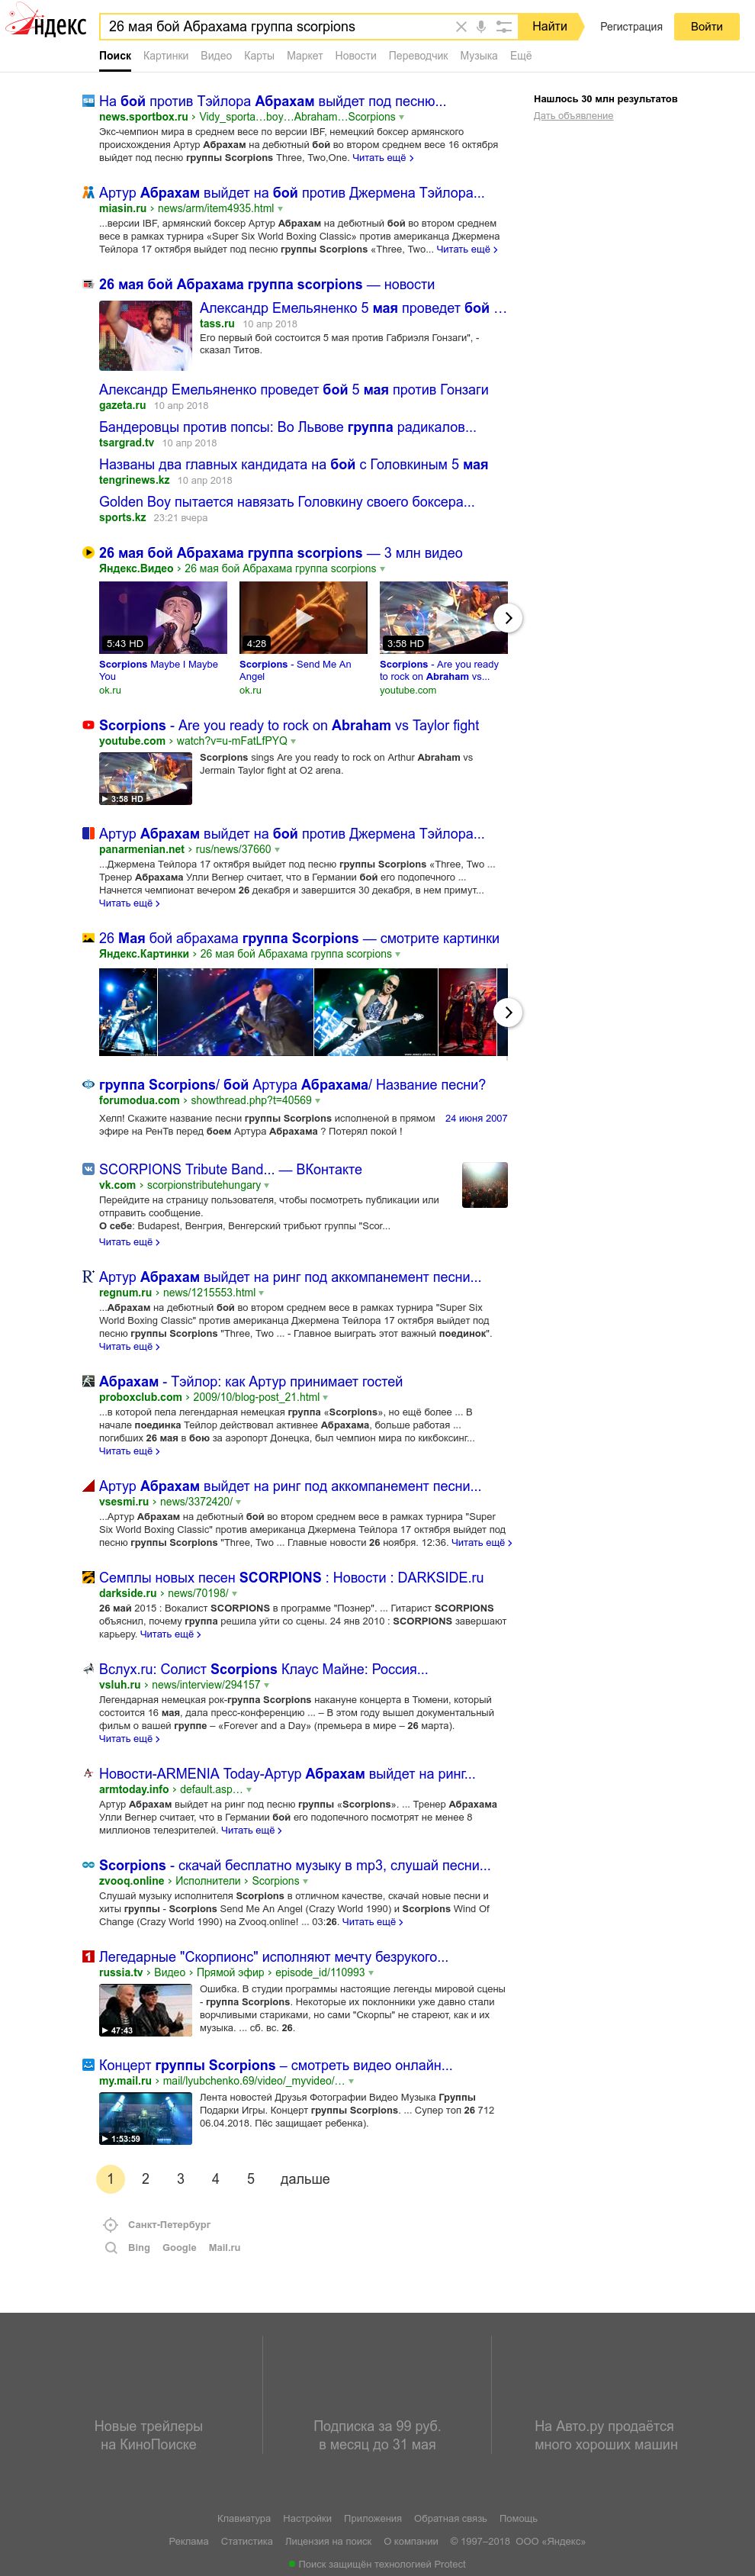 Яндекс
26 мая бой Абрахама группа scorpions
Найти
Регистрация
Войти
Поиск Картинки Видео Карты Маркет Новости Переводчик Музыка Ещё
Нашлось 30 млн результатов
Дать объявление
На бой против Тэйлора Абрахам выйдет под песню...
news.sportbox.ru › Vidy_sporta…boy…Abraham…Scorpions
Экс-чемпион мира в среднем весе по версии IBF, немецкий боксер армянского
происхождения Артур Абрахам на дебютный бой во втором среднем весе 16 октября
выйдет под песню группы Scorpions Three, Two,One. Читать ещё ›
Артур Абрахам выйдет на бой против Джермена Тэйлора...
miasin.ru › news/arm/item4935.html
...версии IBF, армянский боксер Артур Абрахам на дебютный бой во втором среднем
весе в рамках турнира «Super Six World Boxing Classic» против американца Джермена
Тейлора 17 октября выйдет под песню группы Scorpions «Three, Two... Читать ещё ›
26 мая бой Абрахама группа scorpions — новости
Александр Емельяненко 5 мая проведет бой …
tass.ru 10 апр 2018
Его первый бой состоится 5 мая против Габриэля Гонзаги", -
сказал Титов.
Александр Емельяненко проведет бой 5 мая против Гонзаги
gazeta.ru 10 апр 2018
Бандеровцы против попсы: Во Львове группа радикалов...
tsargrad.tv 10 апр 2018
Названы два главных кандидата на бой с Головкиным 5 мая
tengrinews.kz 10 апр 2018
Golden Boy пытается навязать Головкину своего боксера...
sports.kz 23:21 вчера
26 мая бой Абрахама группа scorpions — 3 млн видео
Яндекс.Видео › 26 мая бой Абрахама группа scorpions
5:43 HD
4:28
3:58 HD
Scorpions Maybe I Maybe
You
ok.ru
Scorpions - Send Me An
Angel
ok.ru
Scorpions - Are you ready
to rock on Abraham vs...
youtube.com
Scorpions - Are you ready to rock on Abraham vs Taylor fight
youtube.com › watch?v=u-mFatLfPYQ
Scorpions sings Are you ready to rock on Arthur Abraham vs
Jermain Taylor fight at O2 arena.
3:58 HD
Артур Абрахам выйдет на бой против Джермена Тэйлора...
panarmenian.net › rus/news/37660
...Джермена Тейлора 17 октября выйдет под песню группы Scorpions «Three, Two ...
Тренер Абрахама Улли Вегнер считает, что в Германии бой его подопечного ...
Начнется чемпионат вечером 26 декабря и завершится 30 декабря, в нем примут...
Читать ещё ›
26 Мая бой абрахама группа Scorpions — смотрите картинки
Яндекс.Картинки › 26 мая бой Абрахама группа scorpions
группа Scorpions/ бой Артура Абрахама/ Название песни?
forumodua.com › showthread.php?t=40569
Хелп! Скажите название песни группы Scorpions исполненой в прямом
эфире на РенТв перед боем Артура Абрахама ? Потерял покой !
24 июня 2007
SCORPIONS Tribute Band... — ВКонтакте
vk.com › scorpionstributehungary
Перейдите на страницу пользователя, чтобы посмотреть публикации или
отправить сообщение.
О себе: Budapest, Венгрия, Венгерский трибьют группы "Scor...
Читать ещё ›
Артур Абрахам выйдет на ринг под аккомпанемент песни...
regnum.ru › news/1215553.html
...Абрахам на дебютный бой во втором среднем весе в рамках турнира "Super Six
World Boxing Classic" против американца Джермена Тейлора 17 октября выйдет под
песню группы Scorpions "Three, Two ... - Главное выиграть этот важный поединок".
Читать ещё ›
Абрахам - Тэйлор: как Артур принимает гостей
proboxclub.com › 2009/10/blog-post_21.html
...в которой пела легендарная немецкая группа «Scorpions», но ещё более ... В
начале поединка Тейлор действовал активнее Абрахама, больше работая ...
погибших 26 мая в бою за аэропорт Донецка, был чемпион мира по кикбоксинг...
Читать ещё ›
Артур Абрахам выйдет на ринг под аккомпанемент песни...
vsesmi.ru › news/3372420/
...Артур Абрахам на дебютный бой во втором среднем весе в рамках турнира "Super
Six World Boxing Classic" против американца Джермена Тейлора 17 октября выйдет под
песню группы Scorpions "Three, Two ... Главные новости 26 ноября. 12:36. Читать ещё ›
Семплы новых песен SCORPIONS : Новости : DARKSIDE.ru
darkside.ru › news/70198/
26 май 2015 : Вокалист SCORPIONS в программе "Познер". ... Гитарист SCORPIONS
объяснил, почему группа решила уйти со сцены. 24 янв 2010 : SCORPIONS завершают
карьеру. Читать ещё ›
Вслух.ru: Солист Scorpions Клаус Майне: Россия...
vsluh.ru › news/interview/294157
Легендарная немецкая рок-группа Scorpions накануне концерта в Тюмени, который
состоится 16 мая, дала пресс-конференцию ... – В этом году вышел документальный
фильм о вашей группе – «Forever and a Day» (премьера в мире – 26 марта).
Читать ещё ›
Новости-ARMENIA Today-Артур Абрахам выйдет на ринг...
armtoday.info › default.asp…
Артур Абрахам выйдет на ринг под песню группы «Scorpions». ... Тренер Абрахама
Улли Вегнер считает, что в Германии бой его подопечного посмотрят не менее 8
миллионов телезрителей. Читать ещё ›
Scorpions - скачай бесплатно музыку в mp3, слушай песни...
zvooq.online › Исполнители › Scorpions
Слушай музыку исполнителя Scorpions в отличном качестве, скачай новые песни и
хиты группы - Scorpions Send Me An Angel (Crazy World 1990) и Scorpions Wind Of
Change (Crazy World 1990) на Zvooq.online! ... 03:26. Читать ещё ›
Легедарные "Скорпионс" исполняют мечту безрукого...
russia.tv › Видео › Прямой эфир › episode_id/110993
Ошибка. В студии программы настоящие легенды мировой сцены
- группа Scorpions. Некоторые их поклонники уже давно стали
ворчливыми стариками, но сами "Скорпы" не стареют, как и их
музыка. ... сб. вс. 26.
47:43
Концерт группы Scorpions – смотреть видео онлайн...
my.mail.ru › mail/lyubchenko.69/video/_myvideo/…
Лента новостей Друзья Фотографии Видео Музыка Группы
Подарки Игры. Концерт группы Scorpions. ... Супер топ 26 712
06.04.2018. Пёс защищает ребенка).
1:53:59
1 2 3 4 5 дальше
Санкт-Петербург
Bing Google Mail.ru
Новые трейлеры
на КиноПоиске
Подписка за 99 руб.
в месяц до 31 мая
На Авто.ру продаётся
много хороших машин
Клавиатура Настройки Приложения Обратная связь Помощь
Реклама Статистика Лицензия на поиск О компании © 1997–2018 ООО «Яндекс»
Поиск защищён технологией Protect